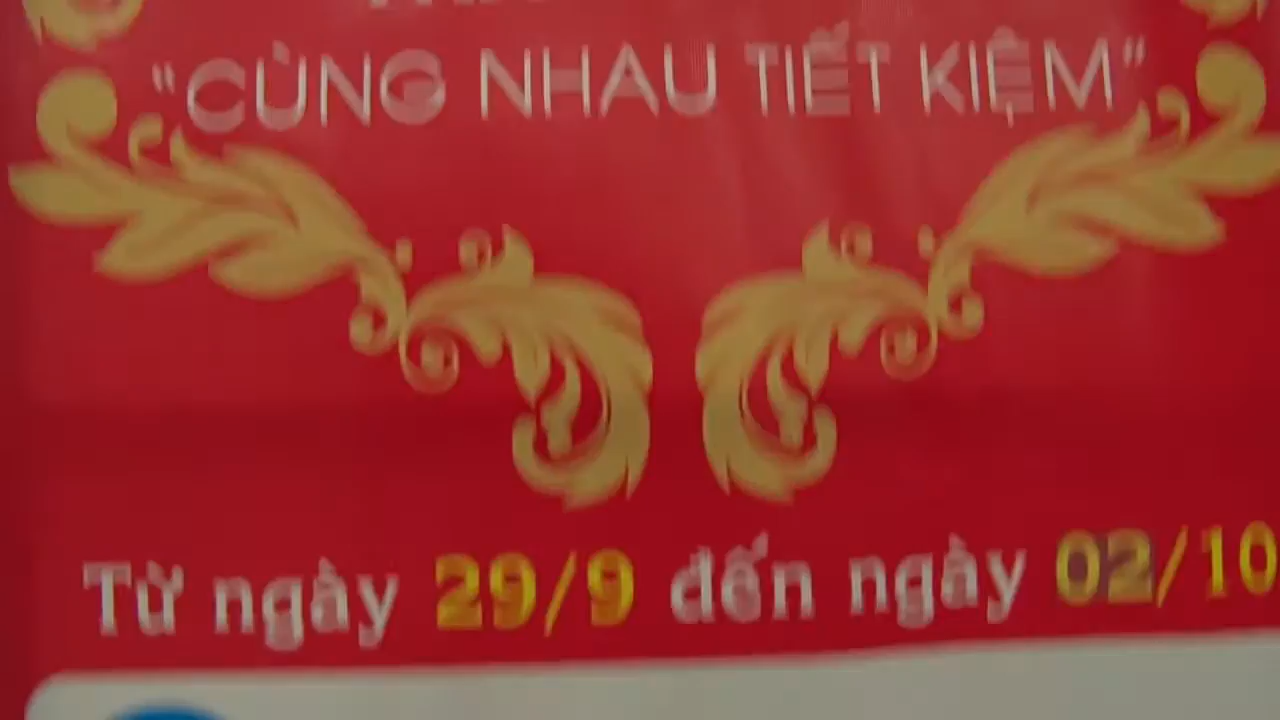 "CÙNG NHAU TIẾT KIỆM"
Từ ngày 29/9 đến ngày 02/10